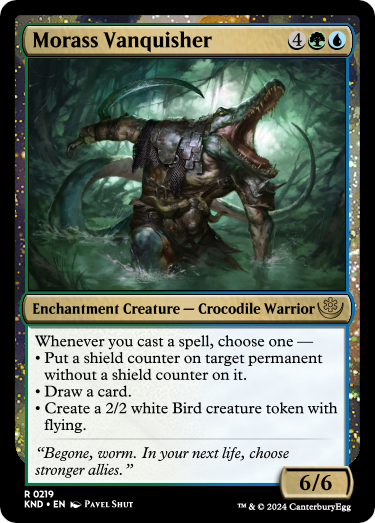 Morass Vanquisher 4
Enchantment Creature — Crocodile Warrior
Whenever you cast a spell, choose one —
• Put a shield counter on target permanent
without a shield counter on it.
• Draw a card.
• Create a 2/2 white Bird creature token with
flying.
“Begone, worm. In your next life, choose
stronger allies.”
6/6
R 0219
KND • EN PAVEL SHUT
™ & © 2024 CanterburyEgg